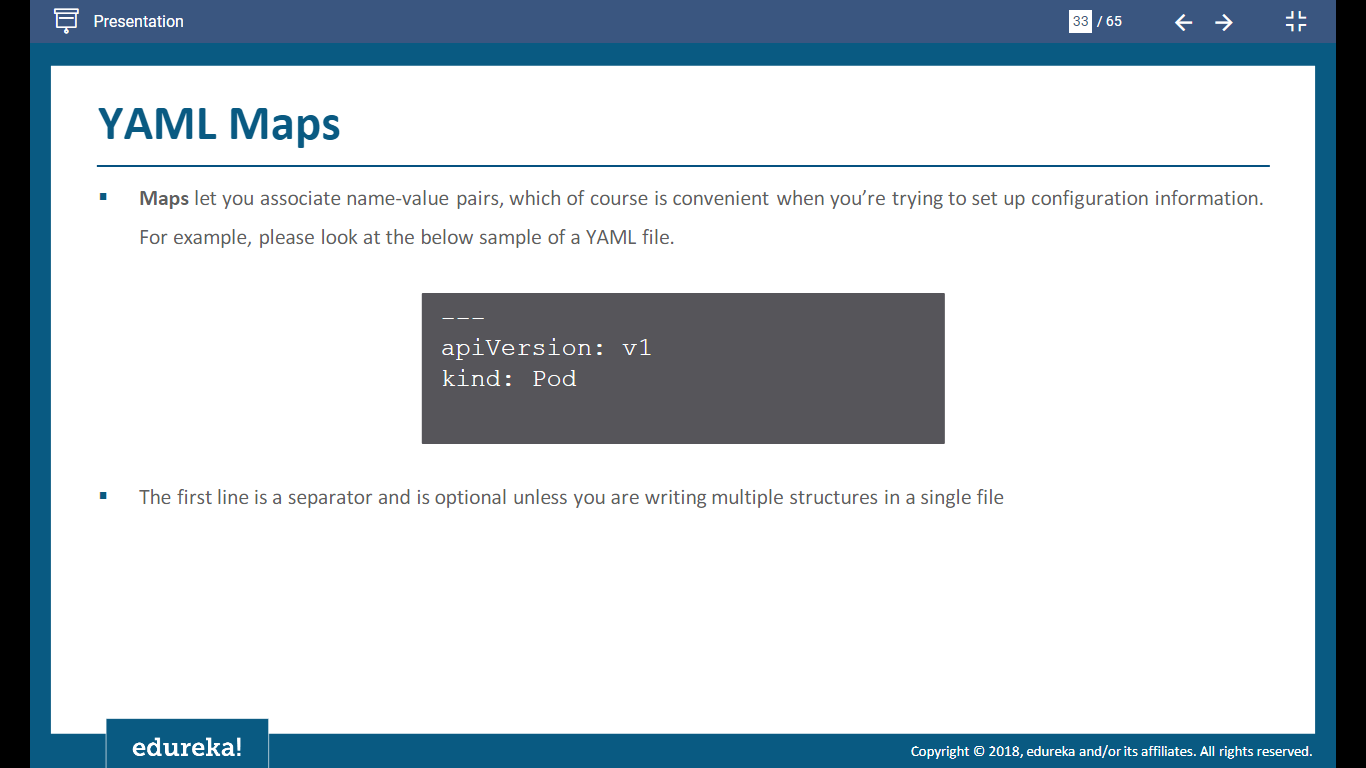 Presentation
33 / 65
YAML Maps
▪ Maps let you associate name-value pairs, which of course is convenient when you’re trying to set up configuration information.
For example, please look at the below sample of a YAML file.
---
apiVersion: v1
kind: Pod
▪ The first line is a separator and is optional unless you are writing multiple structures in a single file
edureka!
Copyright © 2018, edureka and/or its affiliates. All rights reserved.